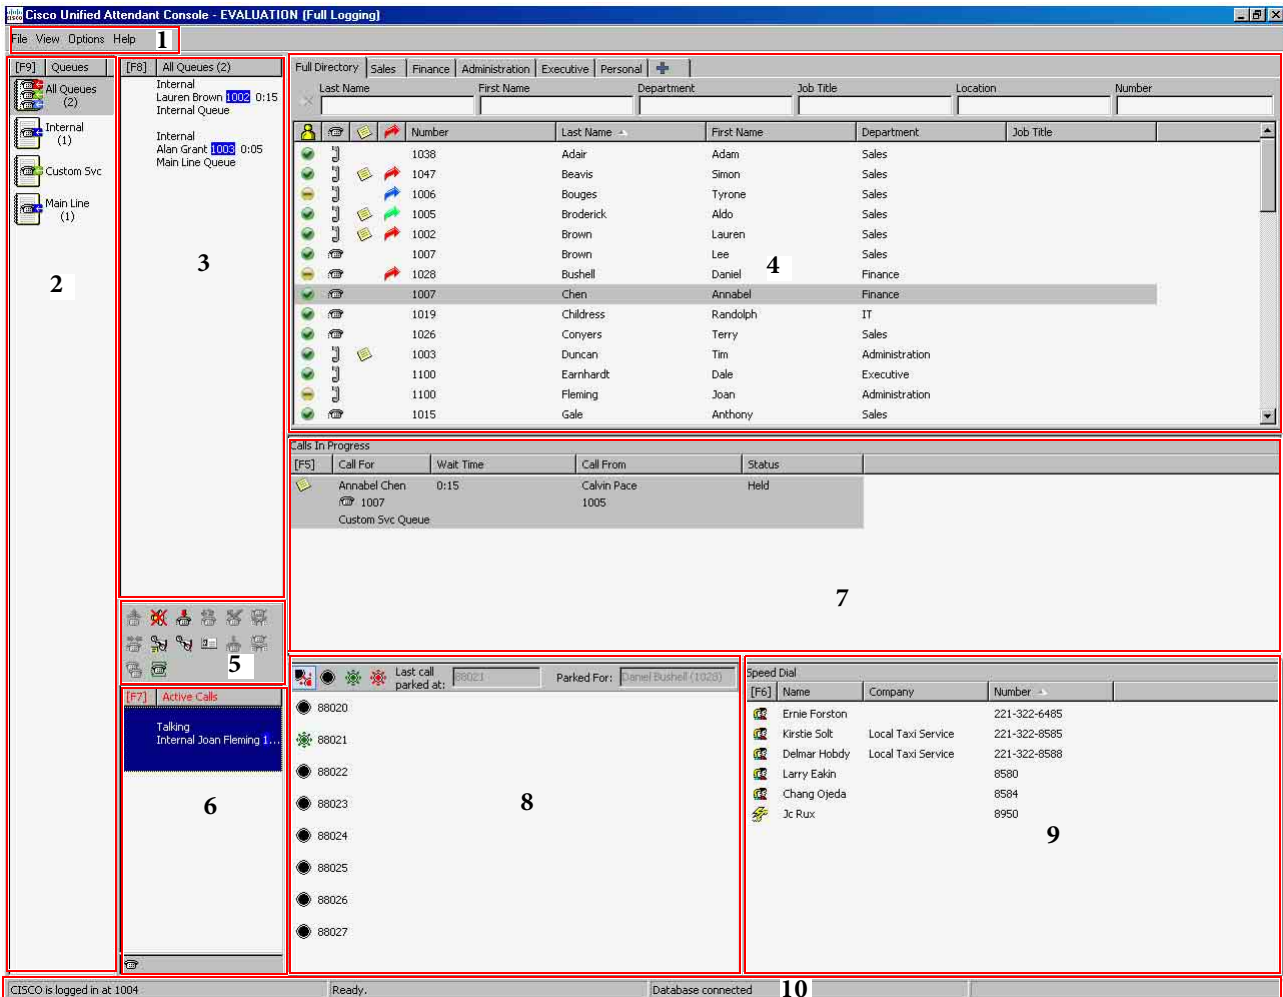 Cisco Unified Attendant Console - EVALUATION (Full Logging)
File View Options Help 1
[F9] Queues
All Queues
(2)
Internal
(1)
Custom Svc
Main Line
(1)
2
[F8] All Queues (2)
Internal
Lauren Brown 1002 0:15
Internal Queue
Internal
Alan Grant 1003 0:05
Main Line Queue
3
Full Directory Sales Finance Administration Executive Personal
Last Name First Name Department Job Title Location Number
Number Last Name First Name Department Job Title
1038 Adair Adam Sales
1047 Beavis Simon Sales
1006 Bouges Tyrone Sales
1005 Broderick Aldo Sales
1002 Brown Lauren Sales
1007 Brown Lee Sales
1028 Bushell Daniel Finance
4
1007 Chen Annabel Finance
1019 Childress Randolph IT
1026 Conyers Terry Sales
1003 Duncan Tim Administration
1100 Earnhardt Dale Executive
1100 Fleming Joan Administration
1015 Gale Anthony Sales
Calls In Progress
[F5] Call For Wait Time Call From Status
Annabel Chen 0:15 Calvin Pace Held
1007 1005
Custom Svc Queue
7
5
[F7] Active Calls
Talking
Internal Joan Fleming 1...
6
Last call
parked at: 88021 Parked For: Daniel Bushell (1028)
88020
88021
88022
88023
88024
88025
88026
88027
8
Speed Dial
[F6] Name Company Number
Ernie Forston 221-322-6485
Kirstie Solt Local Taxi Service 221-322-8585
Delmar Hobdy Local Taxi Service 221-322-8588
Larry Eakin 8580
Chang Ojeda 8584
Jc Rux 8950
9
CISCO is logged in at 1004 Ready. Database connected 10